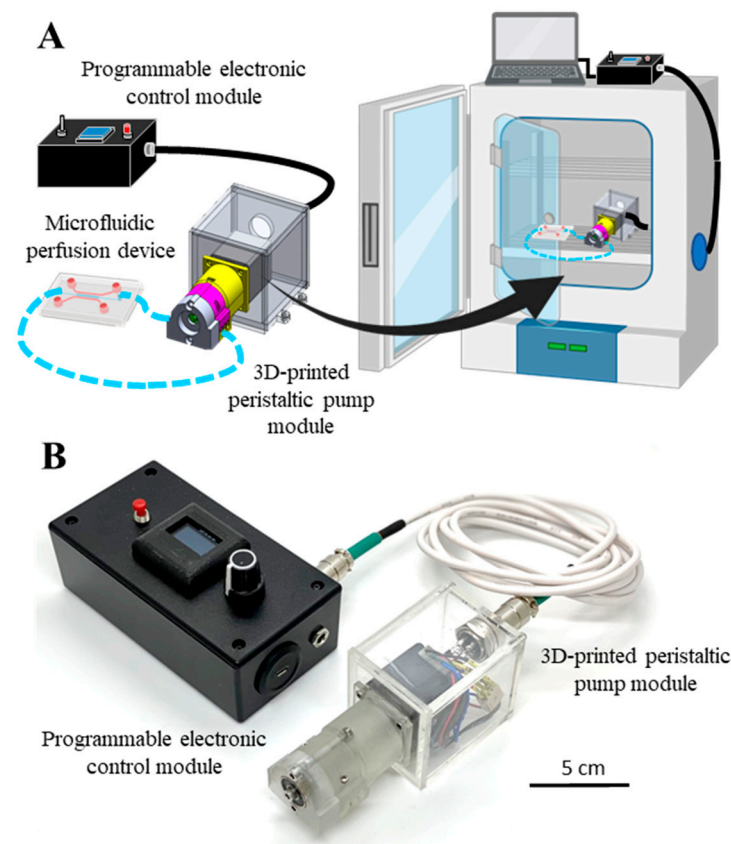 A
Programmable electronic
control module
Microfluidic
perfusion device
3D-printed
peristaltic pump
module
B
3D-printed peristaltic
pump module
Programmable electronic
control module
5 cm